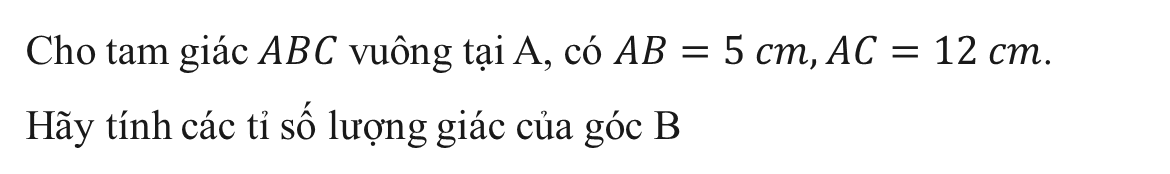 Cho tam giác ABC vuông tại A, có AB = 5 cm, AC = 12 cm.
Hãy tính các tỉ số lượng giác của góc B